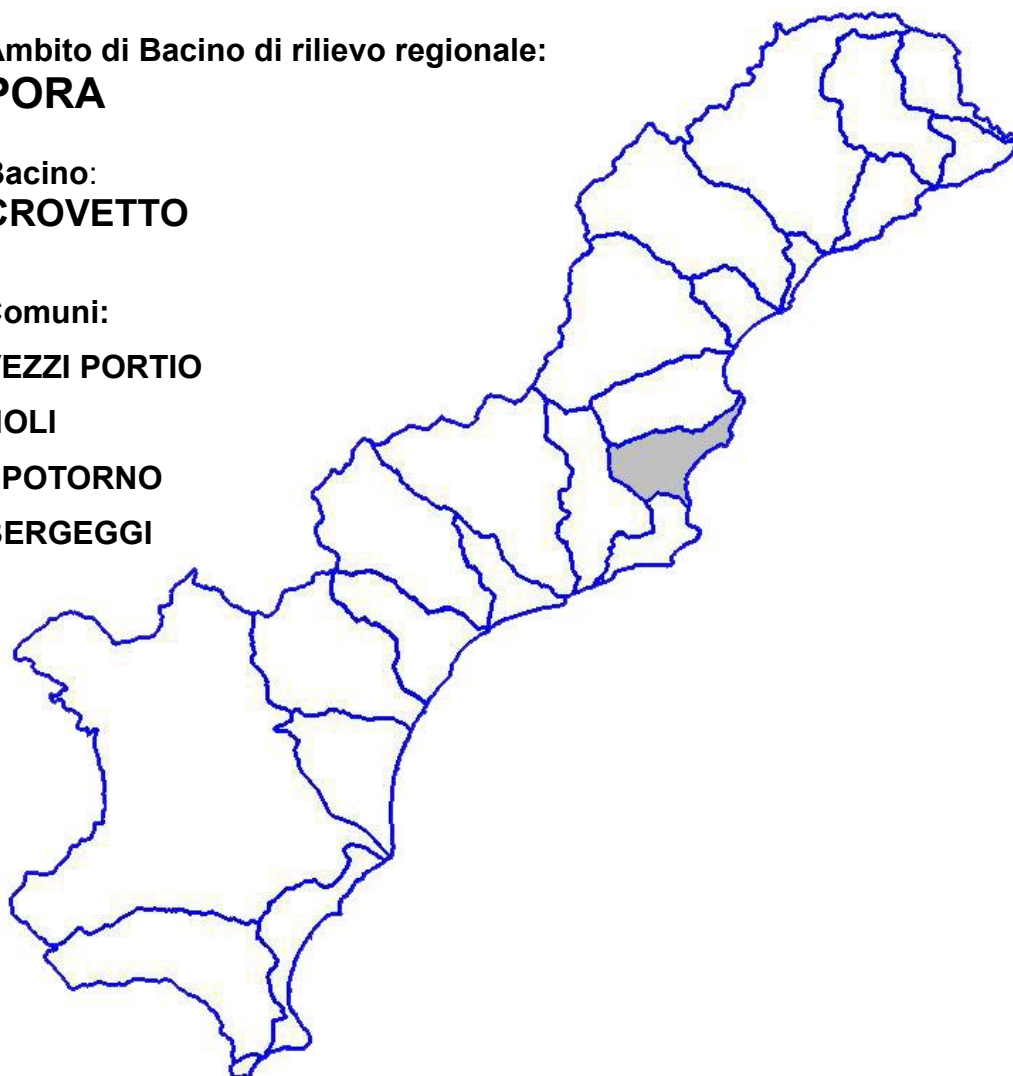 Ambito di Bacino di rilievo regionale:
PORA
Bacino:
CROVETTO
Comuni:
VEZZI PORTIO
NOLI
SPOTORNO
BERGEGGI